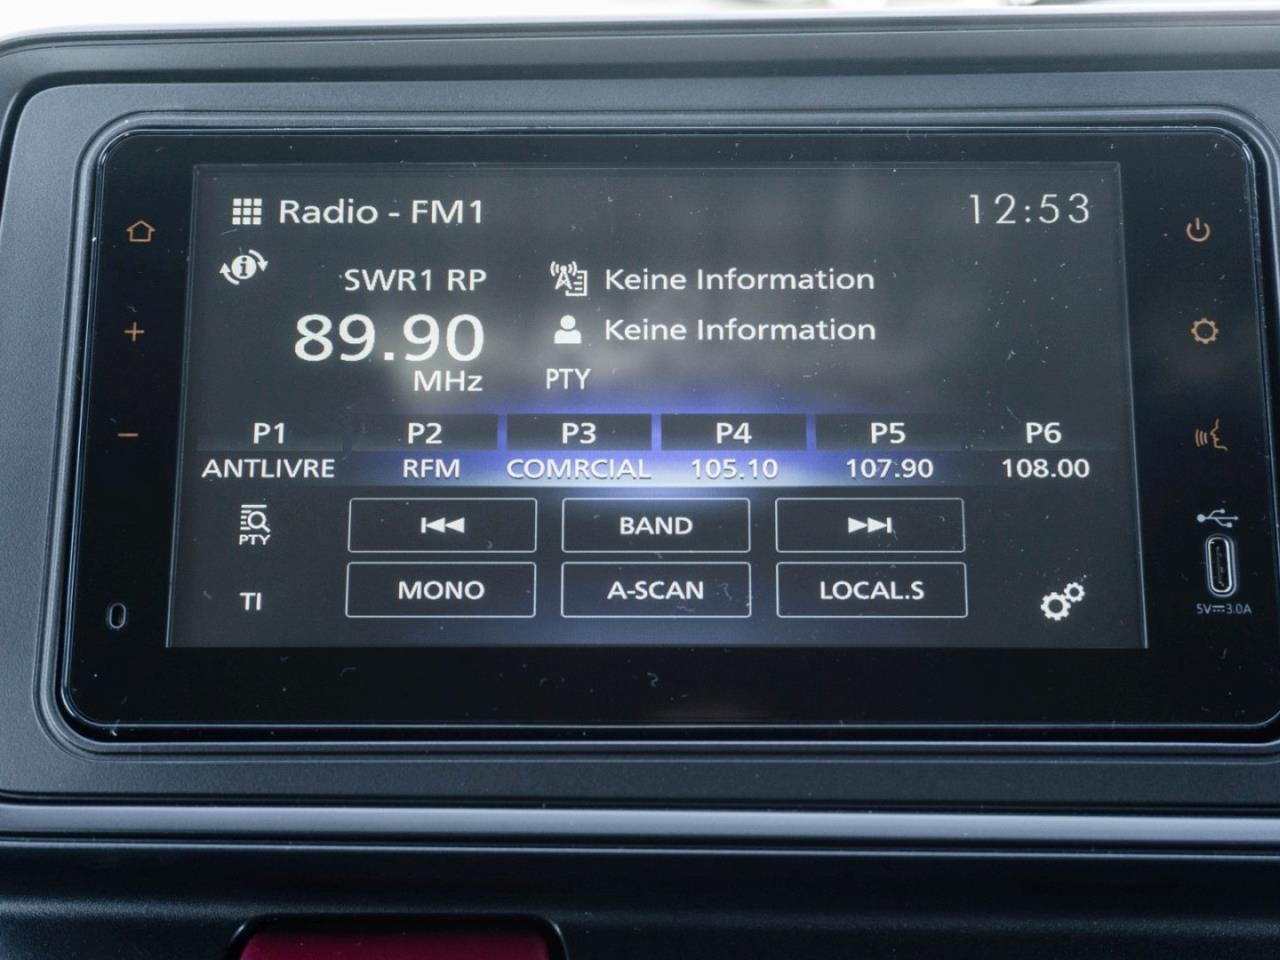 Radio - FM1
12:53
SWR1 RP
Keine Information
89.90
Keine Information
MHz
PTY
P1 P2 P3 P4 P5 P6
ANTLIVRE RFM COMRCIAL 105.10 107.90 108.00
PTY
BAND
TI
MONO
A-SCAN
LOCAL.S
5V⎓3.0A